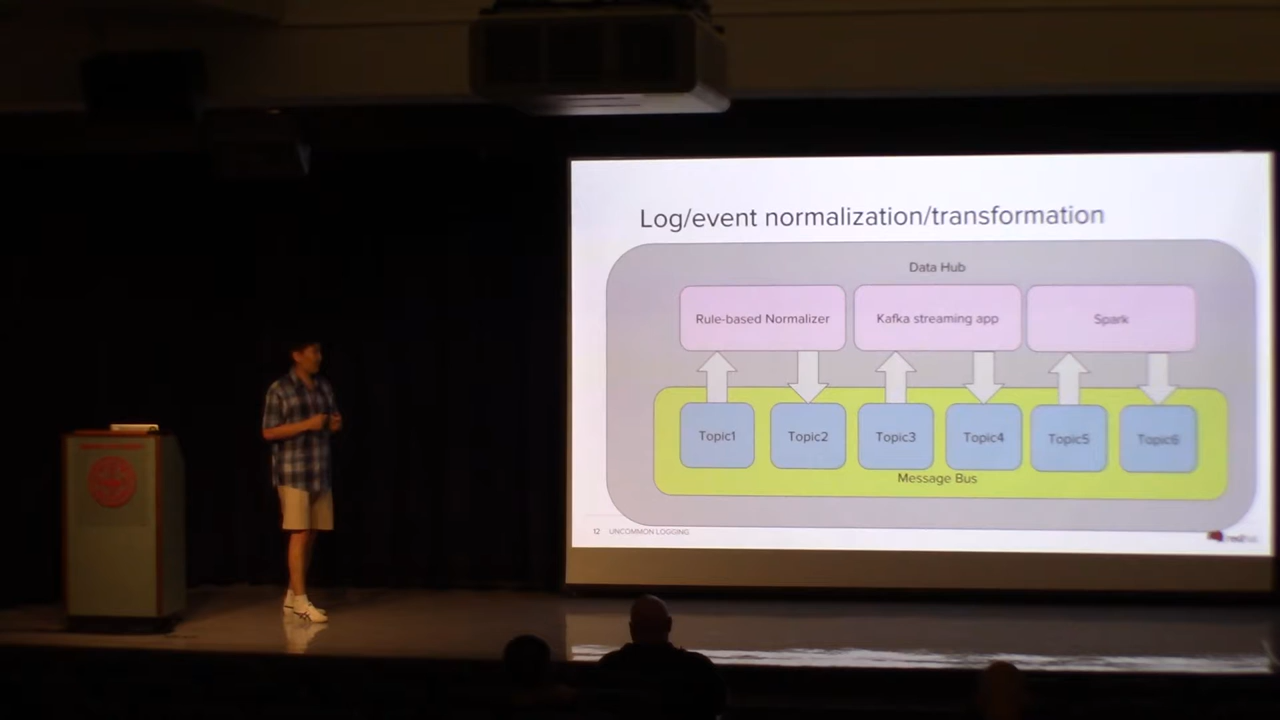 Log/event normalization/transformation
Data Hub
Rule-based Normalizer
Kafka streaming app
Spark
Topic1
Topic2
Topic3
Topic4
Topic5
Topic6
Message Bus
12 UNCOMMON LOGGING
redhat